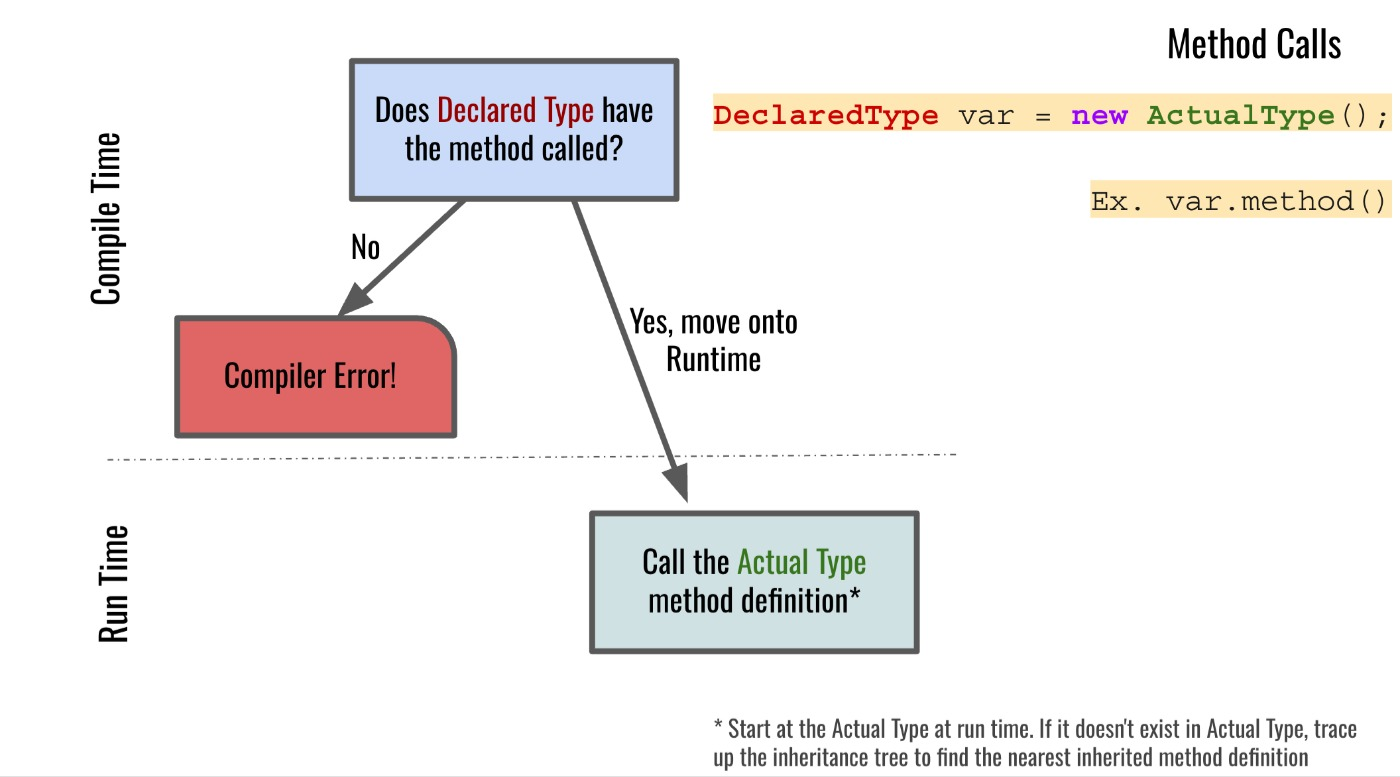 Method Calls
DeclaredType var = new ActualType();
Ex. var.method()
Compile Time
Does Declared Type have
the method called?
No
Yes, move onto
Runtime
Compiler Error!
Run Time
Call the Actual Type
method definition*
* Start at the Actual Type at run time. If it doesn't exist in Actual Type, trace
up the inheritance tree to find the nearest inherited method definition